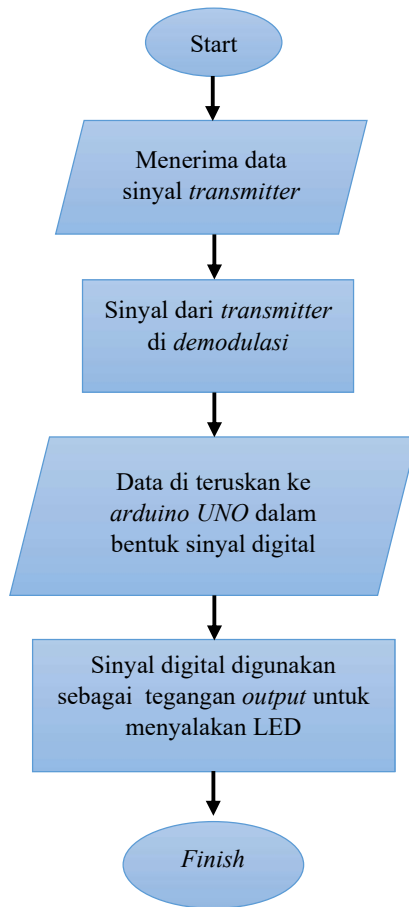 Start
Menerima data
sinyal transmitter
Sinyal dari transmitter
di demodulasi
Data di teruskan ke
arduino UNO dalam
bentuk sinyal digital
Sinyal digital digunakan
sebagai  tegangan output untuk
menyalakan LED
Finish